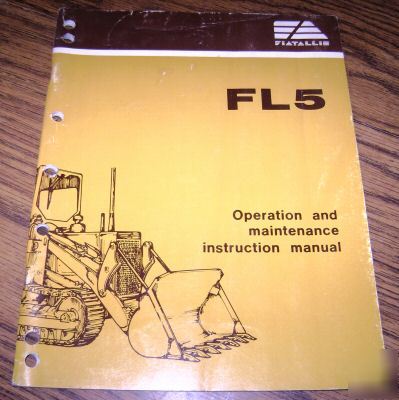 FIATALLIS
FL5
Operation and
maintenance
instruction manual